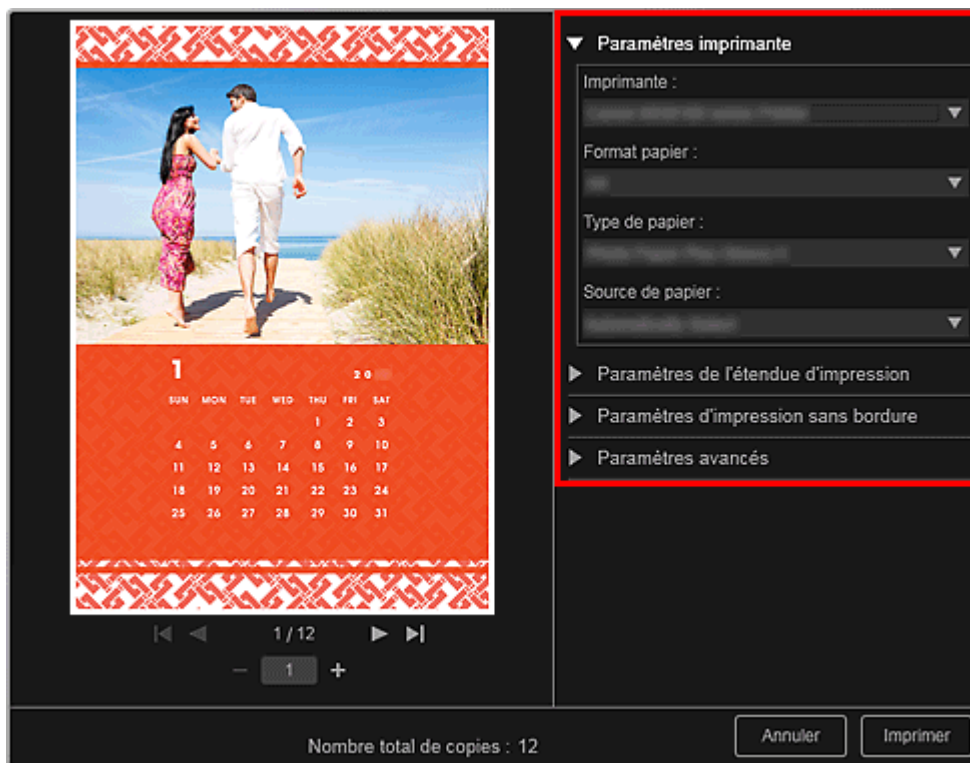 1
20
SUN MON TUE WED THU FRI SAT
1 2 3
4 5 6 7 8 9 10
11 12 13 14 15 16 17
18 19 20 21 22 23 24
25 26 27 28 29 30 31
1 / 12
1
Paramètres imprimante
Imprimante :
Format papier :
Type de papier :
Source de papier :
Paramètres de l'étendue d'impression
Paramètres d'impression sans bordure
Paramètres avancés
Nombre total de copies : 12
Annuler
Imprimer